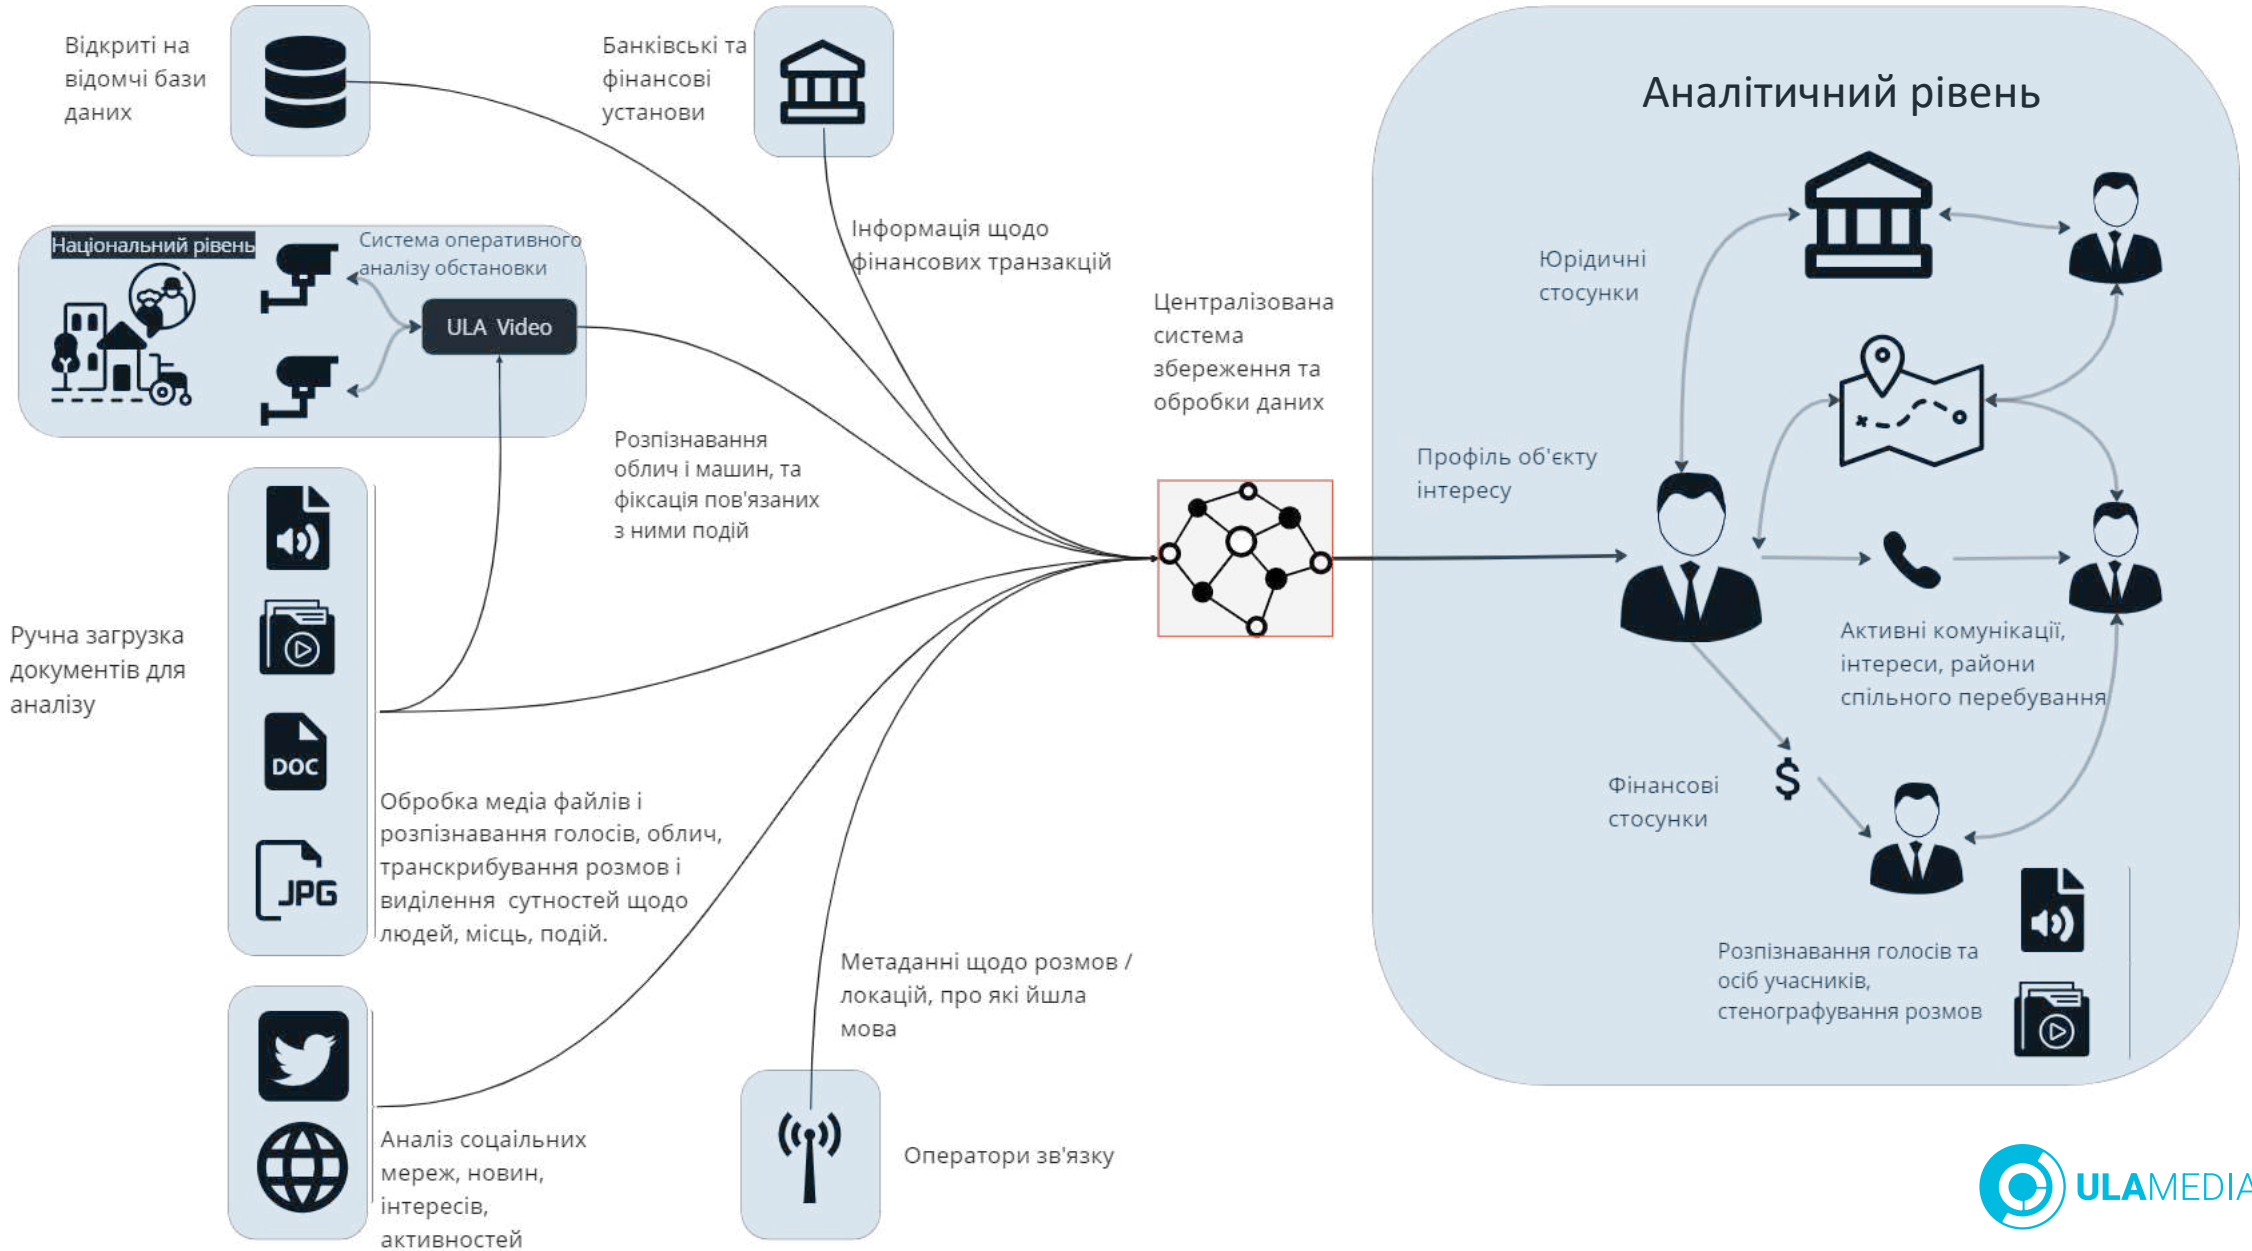 Відкриті на
відомчі бази
даних
Банківські та
фінансові
установи
Аналітичний рівень
Національний рівень
Система оперативного
аналізу обстановки
ULA Video
Інформація щодо
фінансових транзакцій
Юрідичні
стосунки
Централізована
система
збереження та
обробки даних
Розпізнавання
облич і машин, та
фіксація пов'язаних
з ними подій
Профіль об'єкту
інтересу
Ручна загрузка
документів для
аналізу
DOC
JPG
Обробка медіа файлів і
розпізнавання голосів, облич,
транскрибування розмов і
виділення сутностей щодо
людей, місць, подій.
Активні комунікації,
інтереси, райони
спільного перебування
Фінансові
стосунки
$
Розпізнавання голосів та
осіб учасників,
стенографування розмов
Метаданні щодо розмов /
локацій, про які йшла
мова
Аналіз соцаільних
мереж, новин,
інтересів,
активностей
Оператори зв'язку
ULAMEDIA